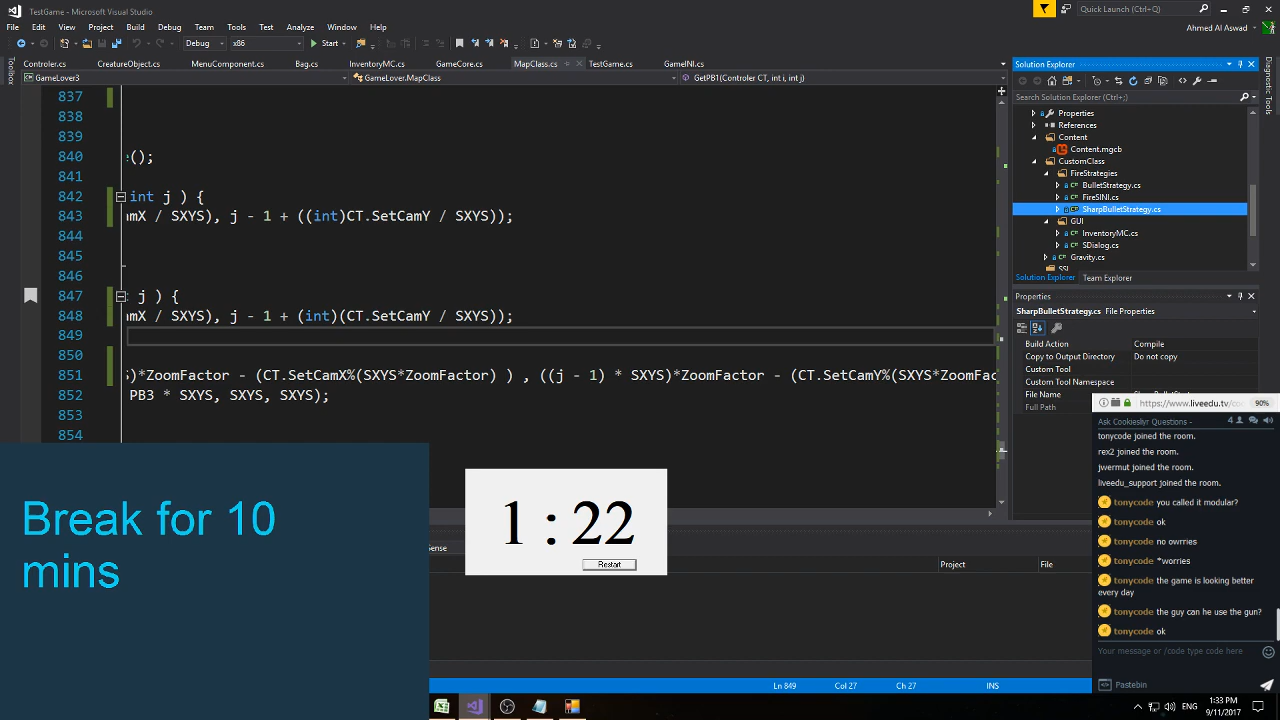 TestGame - Microsoft Visual Studio
Quick Launch (Ctrl+Q)
File Edit View Project Build Debug Team Tools Test Analyze Window Help
Ahmed Al Aswad
Debug x86 Start
Toolbox
Controler.cs CreatureObject.cs MenuComponent.cs Bag.cs InventoryMC.cs GameCore.cs MapClass.cs TestGame.cs GameINI.cs
GameLover3 GameLover.MapClass GetPB1(Controler CT, int i, int j)
837
838
839
840 e();
841
842 int j ) {
843 amX / SXYS), j - 1 + ((int)CT.SetCamY / SXYS));
844
845
846
847 j ) {
848 amX / SXYS), j - 1 + (int)(CT.SetCamY / SXYS));
849
850
851 S)*ZoomFactor - (CT.SetCamX%(SXYS*ZoomFactor) ) , ((j - 1) * SXYS)*ZoomFactor - (CT.SetCamY%(SXYS*ZoomFac
852 PB3 * SXYS, SXYS, SXYS);
853
854
Solution Explorer
Search Solution Explorer (Ctrl+;)
Properties
References
Content
Content.mgcb
CustomClass
FireStrategies
BulletStrategy.cs
FireSINI.cs
SharpBulletStrategy.cs
GUI
InventoryMC.cs
SDialog.cs
Gravity.cs
Solution Explorer Team Explorer
Diagnostic Tools
Properties
SharpBulletStrategy.cs File Properties
Build Action Compile
Copy to Output Directory Do not copy
Custom Tool
Custom Tool Namespace
File Name
Full Path
https://www.liveedu.tv/co 90%
Ask Cookiesliyr Questions - 4
tonycode joined the room.
rex2 joined the room.
jwermut joined the room.
liveedu_support joined the room.
tonycode you called it modular?
tonycode ok
tonycode no owrries
tonycode *worries
tonycode the game is looking better
every day
tonycode the guy can he use the gun?
tonycode ok
Your message or /code type code here
Pastebin
Break for 10
mins
1 : 22
Restart
Sense
Project File
Ln 849 Col 27 Ch 27 INS
ENG
1:33 PM
9/11/2017